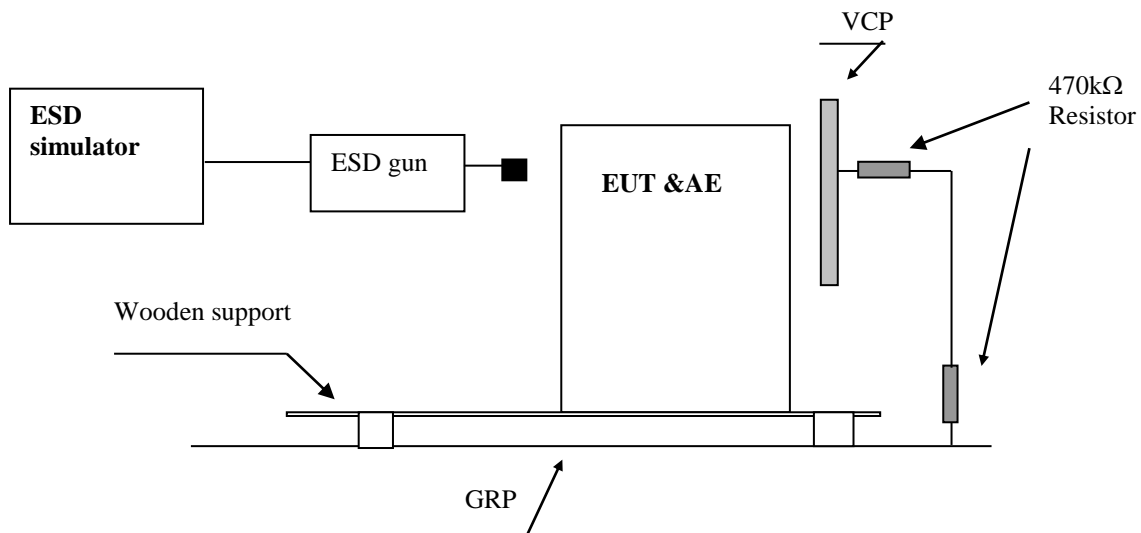 VCP
470kΩ
Resistor
ESD
simulator
ESD gun
EUT &AE
Wooden support
GRP